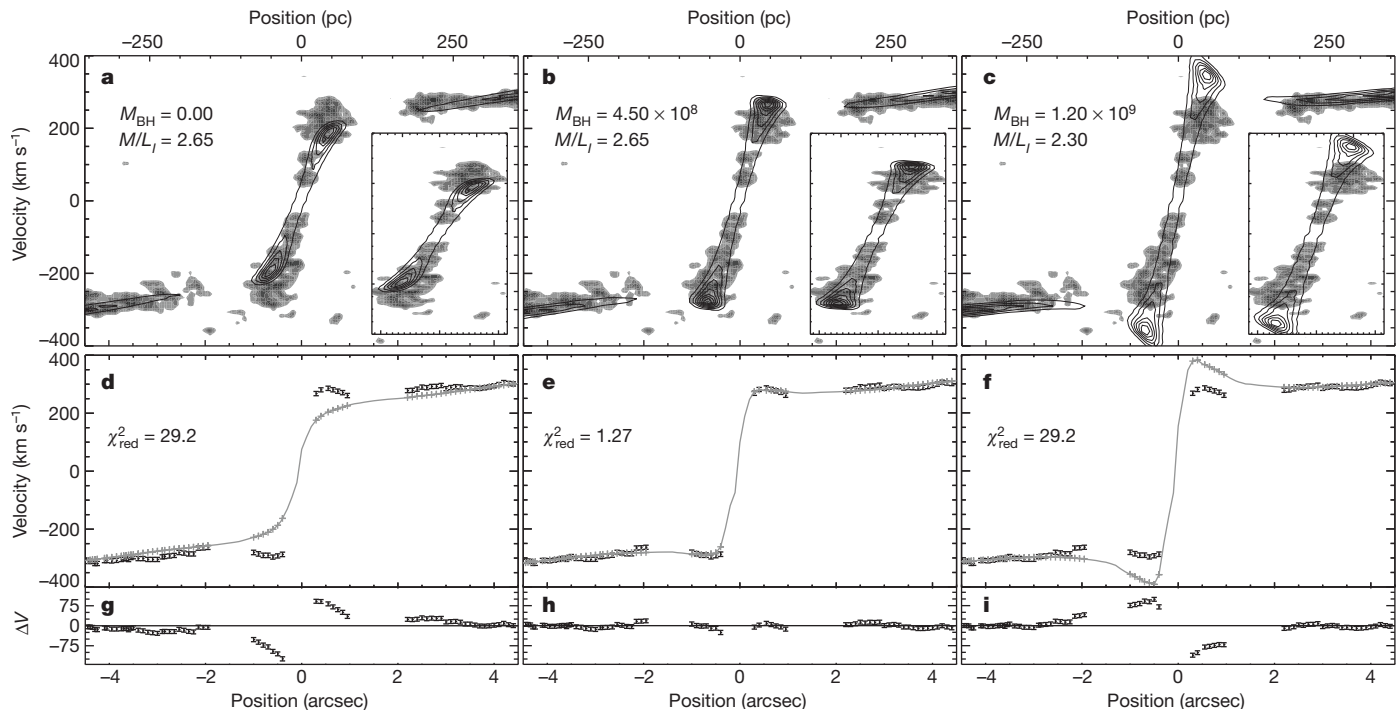 Position (pc)
−250 0 250
Position (pc)
−250 0 250
Position (pc)
−250 0 250
400
200
0
−200
−400
Velocity (km s⁻¹)
a
M_BH = 0.00
M/L_I = 2.65
b
M_BH = 4.50 × 10⁸
M/L_I = 2.65
c
M_BH = 1.20 × 10⁹
M/L_I = 2.30
400
200
0
−200
−400
Velocity (km s⁻¹)
d
χ²_red = 29.2
e
χ²_red = 1.27
f
χ²_red = 29.2
75
0
−75
ΔV
g
h
i
−4 −2 0 2 4
Position (arcsec)
−4 −2 0 2 4
Position (arcsec)
−4 −2 0 2 4
Position (arcsec)